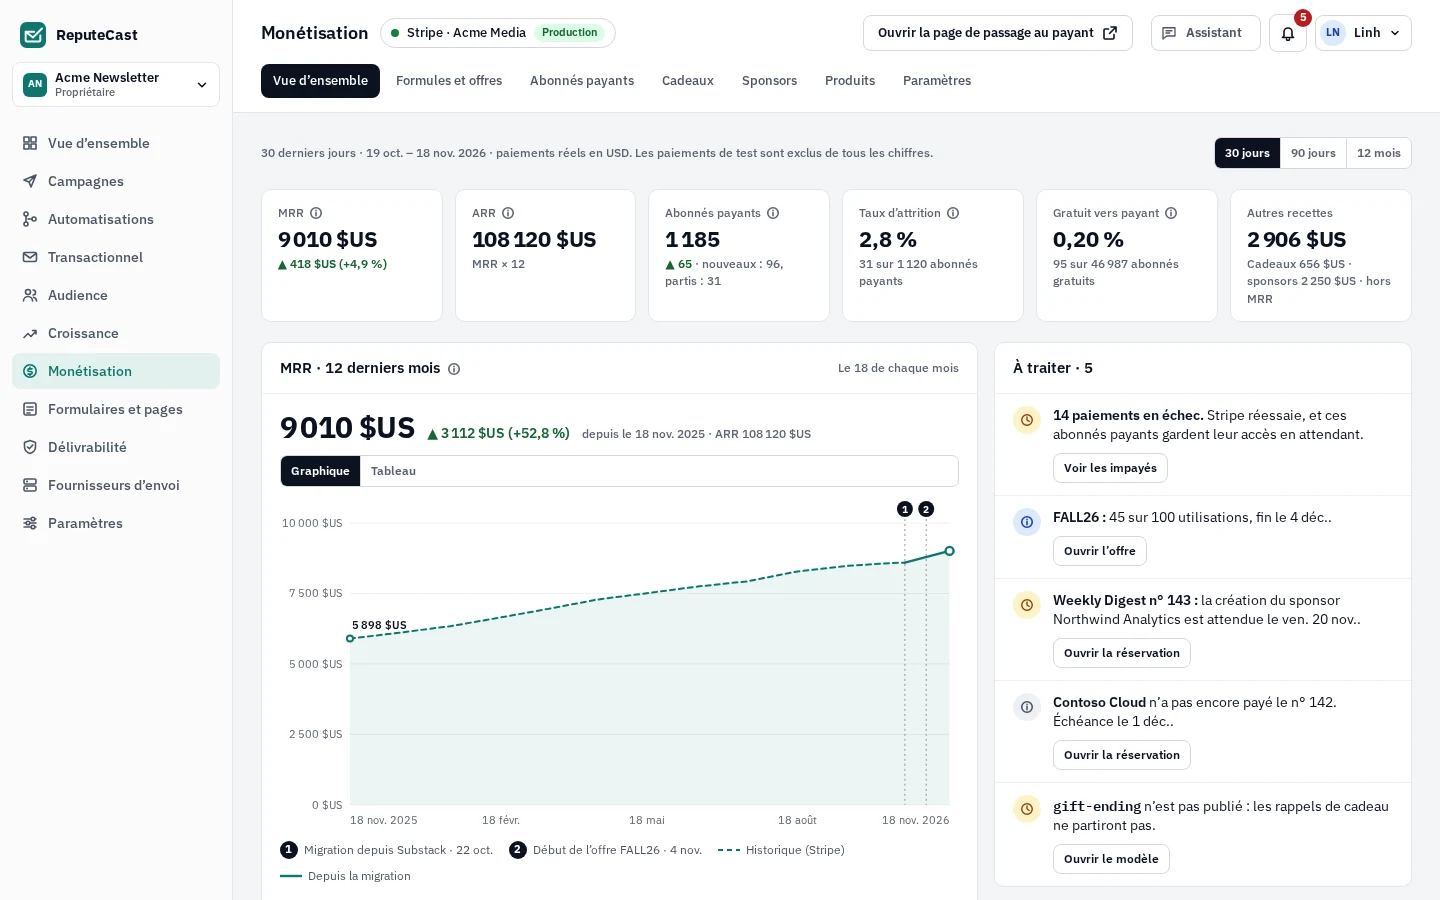 ReputeCast
AN
Acme Newsletter
Propriétaire
Vue d’ensemble
Campagnes
Automatisations
Transactionnel
Audience
Croissance
Monétisation
Formulaires et pages
Délivrabilité
Fournisseurs d’envoi
Paramètres
Monétisation
Stripe · Acme Media Production
Ouvrir la page de passage au payant
Assistant
5
LN Linh
Vue d’ensemble
Formules et offres
Abonnés payants
Cadeaux
Sponsors
Produits
Paramètres
30 derniers jours · 19 oct. – 18 nov. 2026 · paiements réels en USD. Les paiements de test sont exclus de tous les chiffres.
30 jours
90 jours
12 mois
MRR
9 010 $US
▲ 418 $US (+4,9 %)
ARR
108 120 $US
MRR × 12
Abonnés payants
1 185
▲ 65 · nouveaux : 96,
partis : 31
Taux d’attrition
2,8 %
31 sur 1 120 abonnés
payants
Gratuit vers payant
0,20 %
95 sur 46 987 abonnés
gratuits
Autres recettes
2 906 $US
Cadeaux 656 $US ·
sponsors 2 250 $US · hors
MRR
MRR · 12 derniers mois
Le 18 de chaque mois
9 010 $US ▲ 3 112 $US (+52,8 %) depuis le 18 nov. 2025 · ARR 108 120 $US
Graphique
Tableau
1 2
10 000 $US
7 500 $US
5 898 $US
5 000 $US
2 500 $US
0 $US
18 nov. 2025
18 févr.
18 mai
18 août
18 nov. 2026
1 Migration depuis Substack · 22 oct.
2 Début de l’offre FALL26 · 4 nov.
Historique (Stripe)
Depuis la migration
À traiter · 5
14 paiements en échec. Stripe réessaie, et ces
abonnés payants gardent leur accès en attendant.
Voir les impayés
FALL26 : 45 sur 100 utilisations, fin le 4 déc..
Ouvrir l’offre
Weekly Digest n° 143 : la création du sponsor
Northwind Analytics est attendue le ven. 20 nov..
Ouvrir la réservation
Contoso Cloud n’a pas encore payé le n° 142.
Échéance le 1 déc..
Ouvrir la réservation
gift-ending n’est pas publié : les rappels de cadeau
ne partiront pas.
Ouvrir le modèle